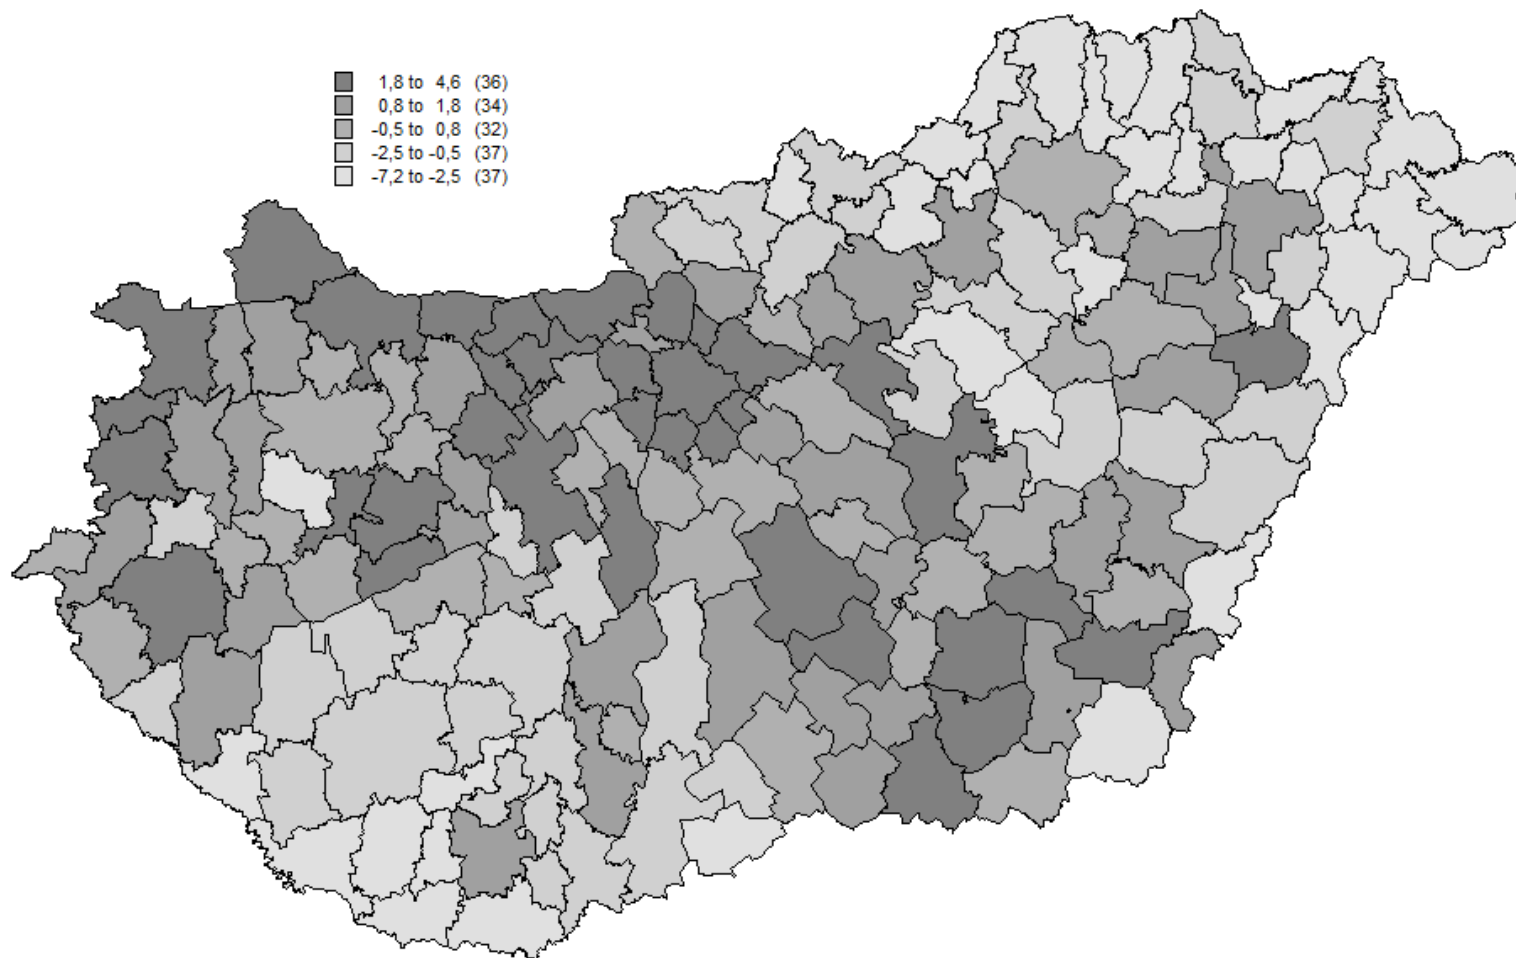 1,8 to 4,6 (36)
0,8 to 1,8 (34)
-0,5 to 0,8 (32)
-2,5 to -0,5 (37)
-7,2 to -2,5 (37)